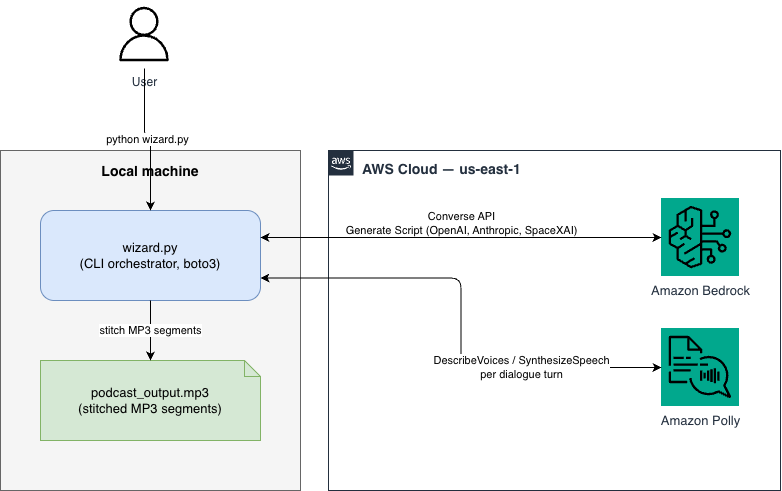 User
python wizard.py
Local machine
aws
AWS Cloud — us-east-1
wizard.py
(CLI orchestrator, boto3)
Converse API
Generate Script (OpenAI, Anthropic, SpaceXAI)
Amazon Bedrock
stitch MP3 segments
DescribeVoices / SynthesizeSpeech
per dialogue turn
podcast_output.mp3
(stitched MP3 segments)
Amazon Polly